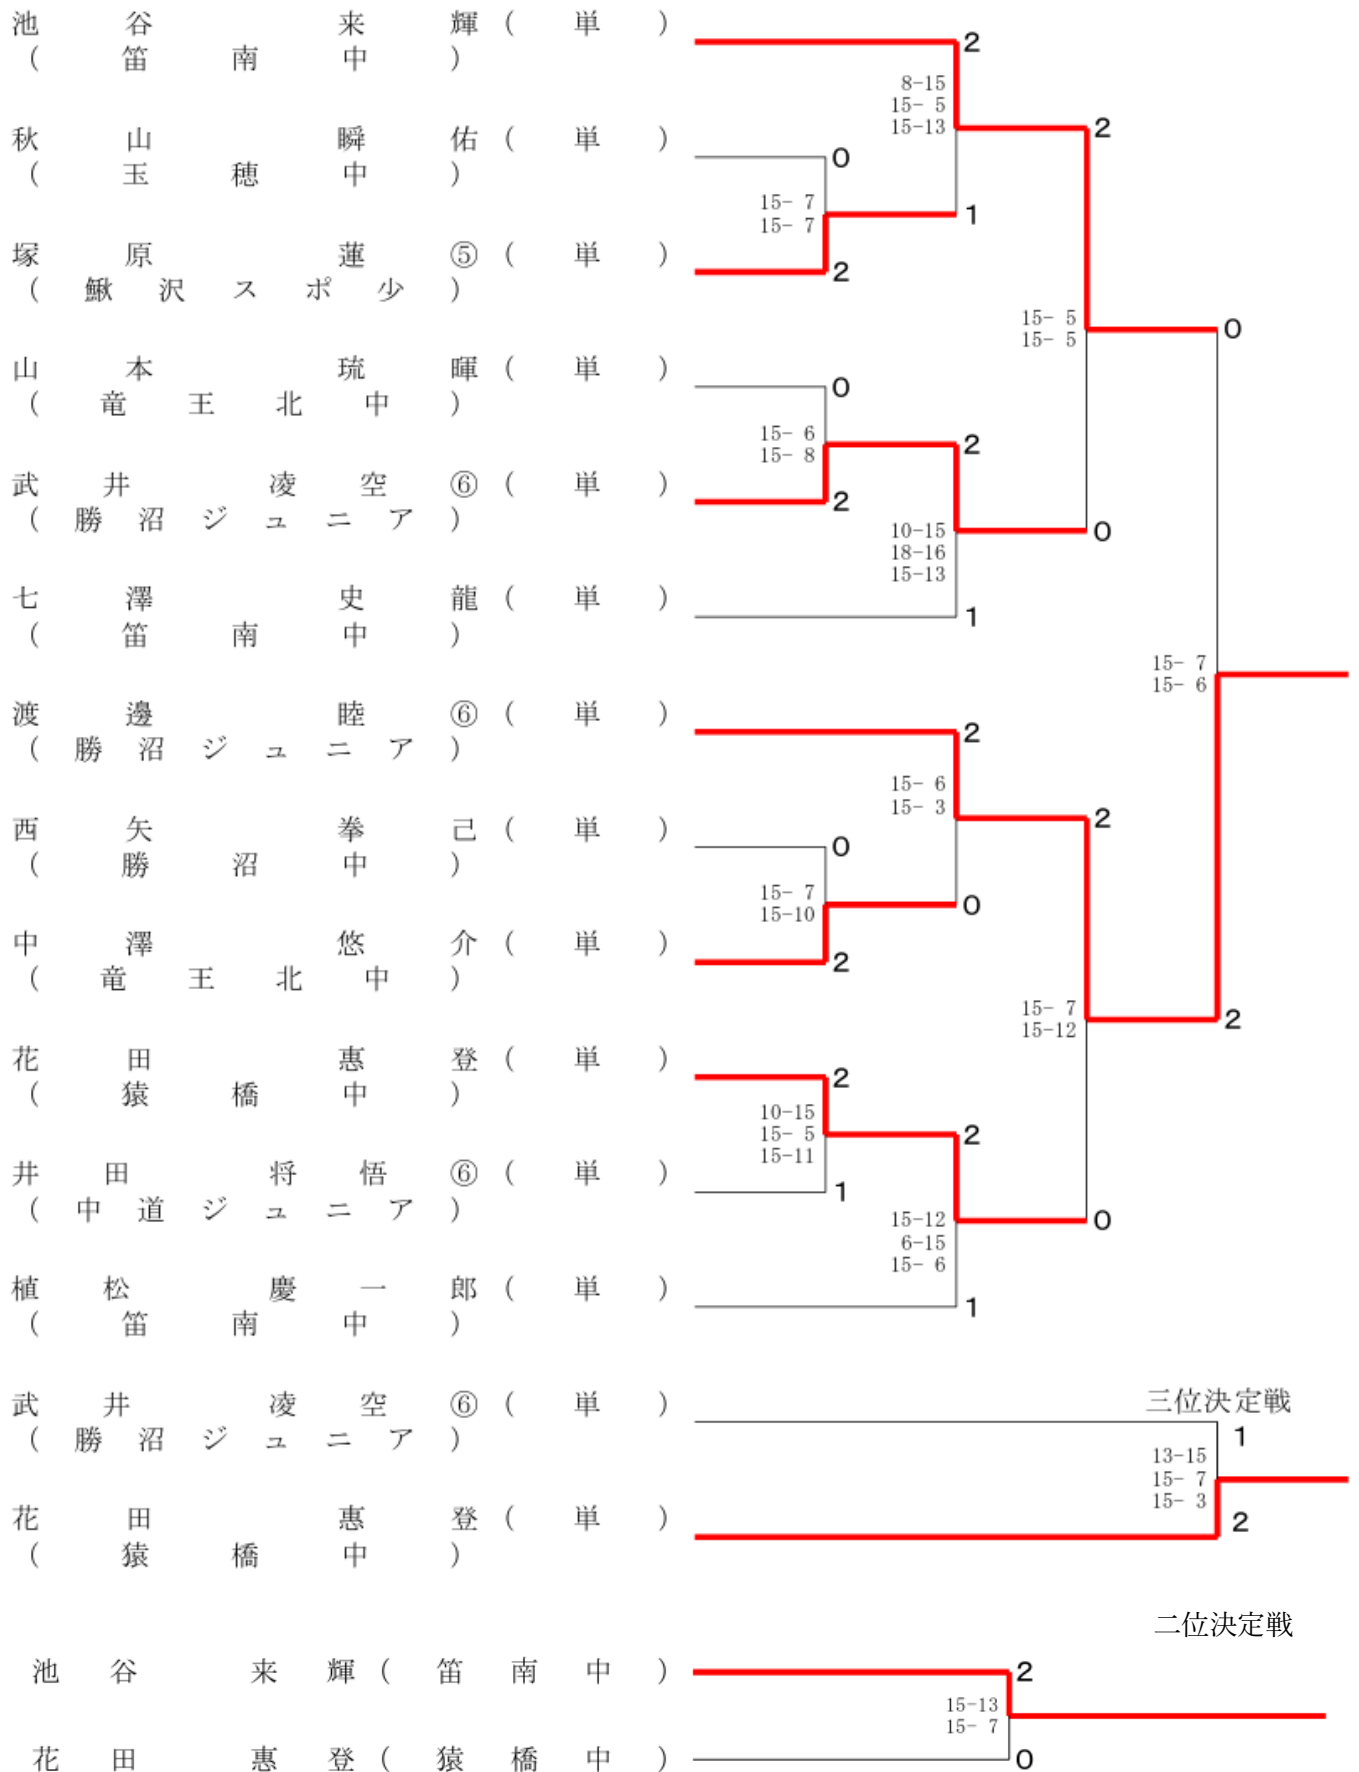 池谷 来輝(単)
2
(笛南中)
8-15
15- 5
15-13
2
秋山 瞬佑(単)
0
(玉穂中)
15- 7
15- 7
1
塚原 蓮⑤(単)
2
(鰍沢スポ少)
15- 5
15- 5
0
山本 琉暉(単)
0
(竜王北中)
15- 6
15- 8
2
武井 凌空⑥(単)
2
(勝沼ジュニア)
10-15
18-16
15-13
0
七澤 史龍(単)
1
(笛南中)
15- 7
15- 6
渡邊 睦⑥(単)
2
(勝沼ジュニア)
15- 6
15- 3
2
西矢 拳己(単)
0
(勝沼中)
15- 7
15-10
0
中澤 悠介(単)
2
(竜王北中)
15- 7
15-12
2
花田 惠登(単)
2
(猿橋中)
10-15
15- 5
15-11
2
井田 将悟⑥(単)
1
(中道ジュニア)
15-12
6-15
15- 6
0
植松 慶一郎(単)
1
(笛南中)
三位決定戦
武井 凌空⑥(単)
1
(勝沼ジュニア)
13-15
15- 7
15- 3
花田 惠登(単)
2
(猿橋中)
二位決定戦
池谷 来輝(笛南中)
2
15-13
15- 7
花田 惠登(猿橋中)
0